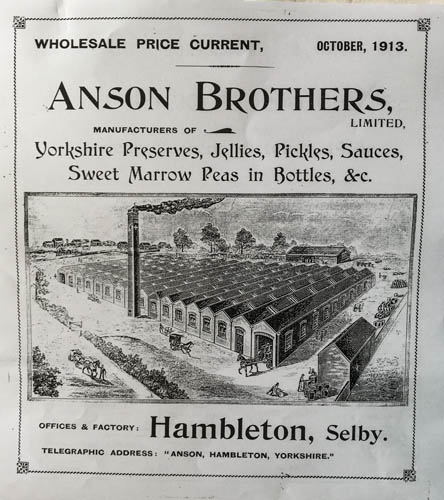 WHOLESALE PRICE CURRENT, OCTOBER, 1913.
ANSON BROTHERS,
LIMITED,
MANUFACTURERS OF
Yorkshire Preserves, Jellies, Pickles, Sauces,
Sweet Marrow Peas in Bottles, &c.
OFFICES & FACTORY: Hambleton, Selby.
TELEGRAPHIC ADDRESS: "ANSON, HAMBLETON, YORKSHIRE."